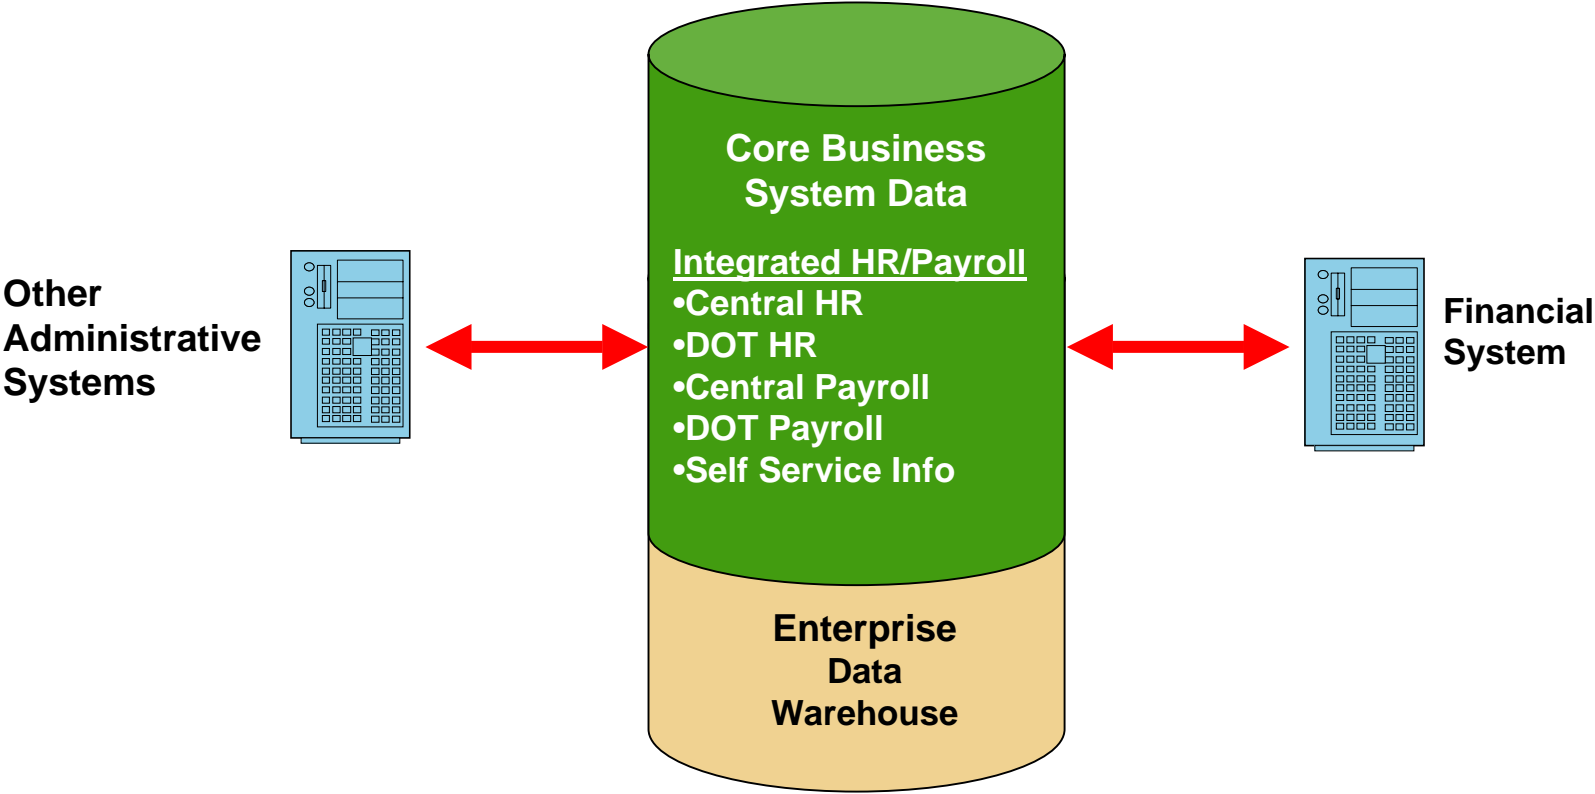 Core Business
System Data
Integrated HR/Payroll
•Central HR
•DOT HR
•Central Payroll
•DOT Payroll
•Self Service Info
Enterprise
Data
Warehouse
Other
Administrative
Systems
Financial
System